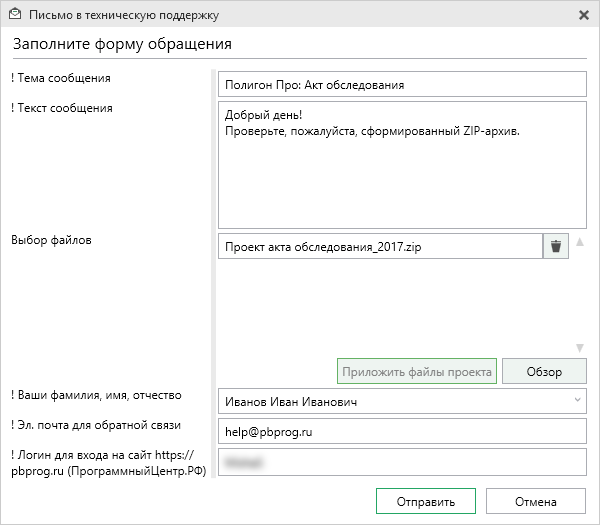 Письмо в техническую поддержку
Заполните форму обращения
! Тема сообщения
Полигон Про: Акт обследования
! Текст сообщения
Добрый день!
Проверьте, пожалуйста, сформированный ZIP-архив.
Выбор файлов
Проект акта обследования_2017.zip
Приложить файлы проекта
Обзор
! Ваши фамилия, имя, отчество
Иванов Иван Иванович
! Эл. почта для обратной связи
help@pbprog.ru
! Логин для входа на сайт https://
pbprog.ru (ПрограммныйЦентр.РФ)
Отправить
Отмена